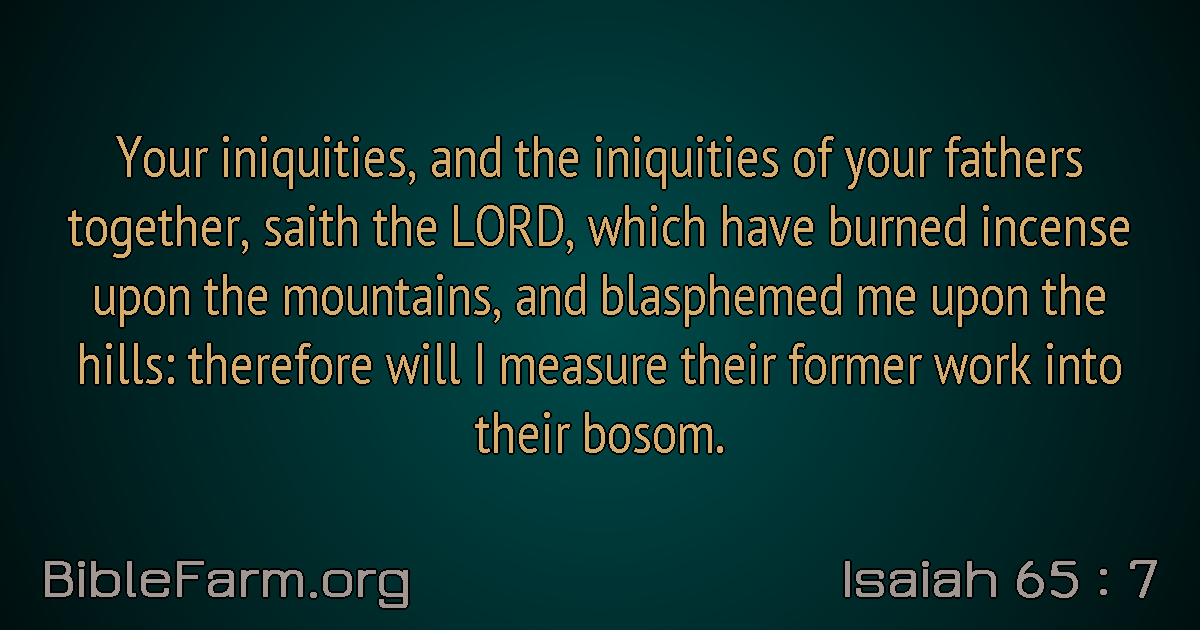 Your iniquities, and the iniquities of your fathers
together, saith the LORD, which have burned incense
upon the mountains, and blasphemed me upon the
hills: therefore will I measure their former work into
their bosom.
BibleFarm.org
Isaiah 65 : 7